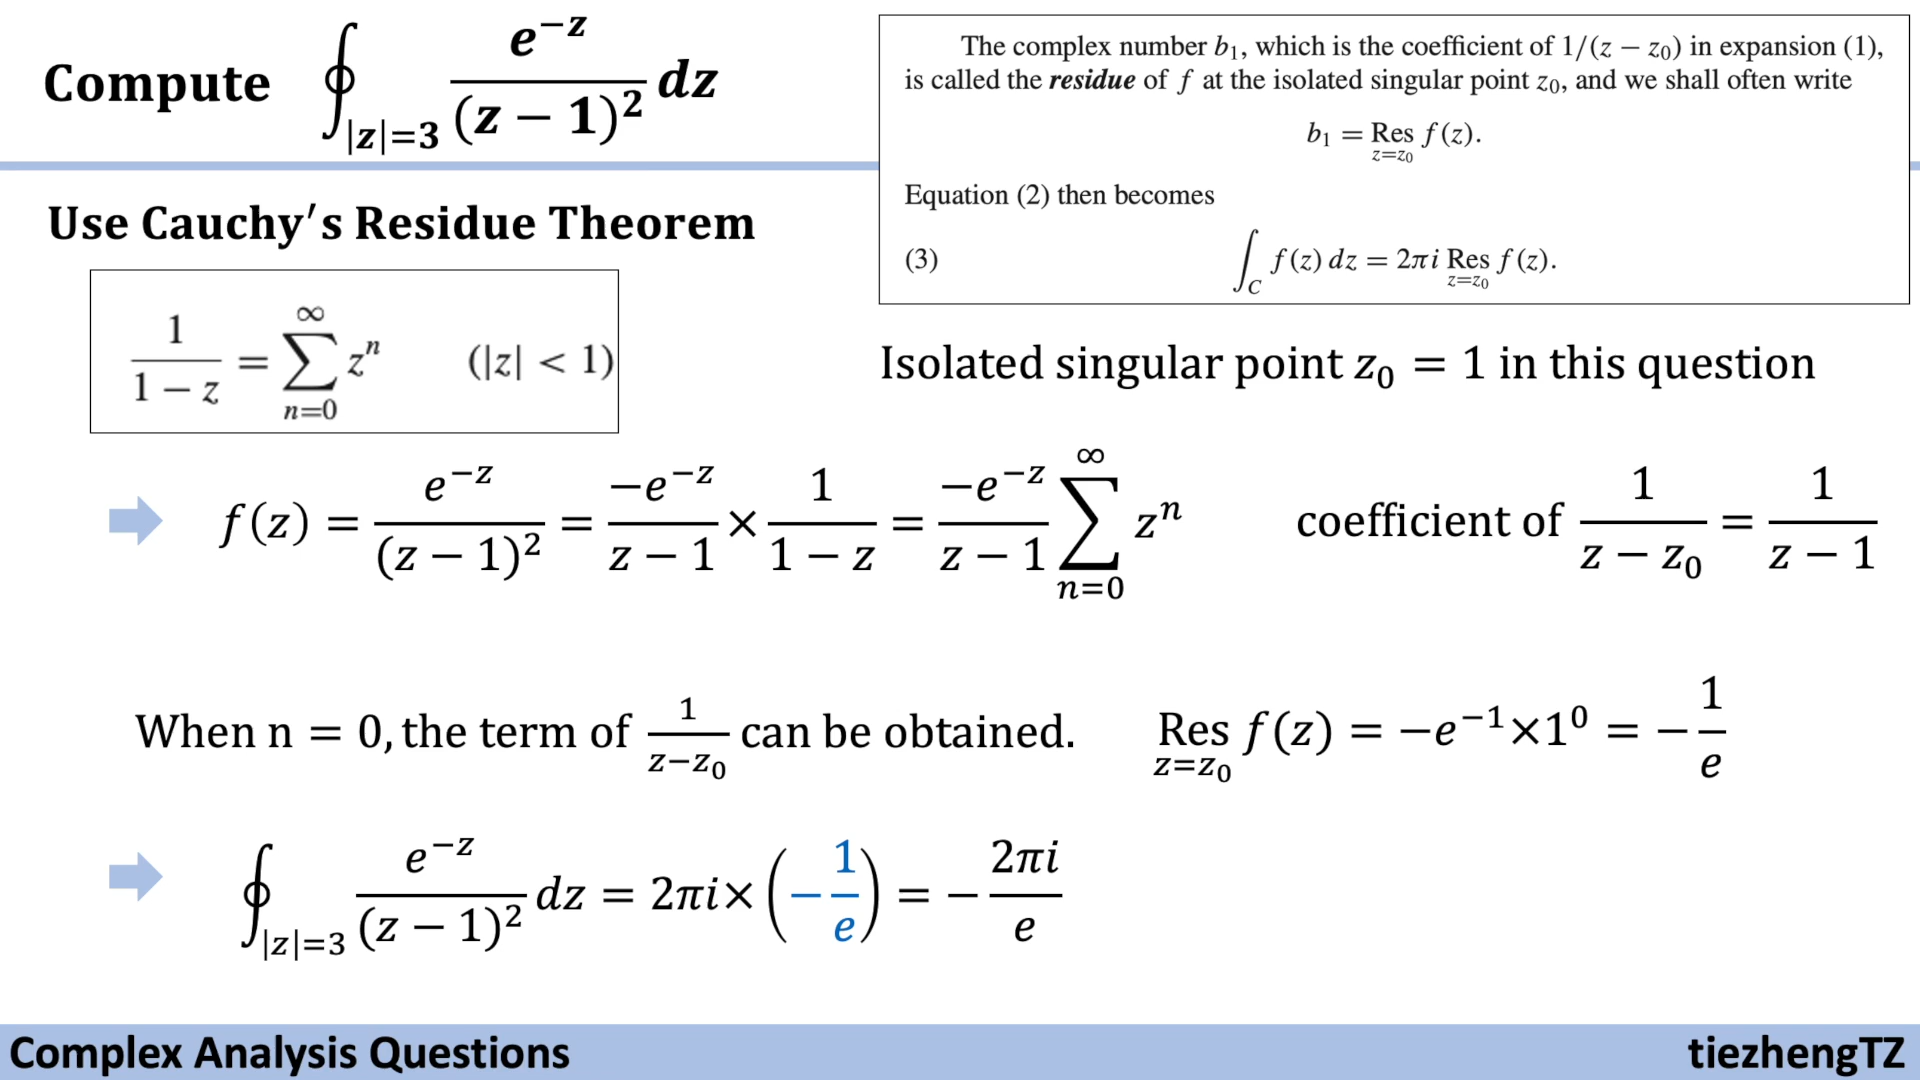 Compute ∮_{|z|=3} e^{−z}/(z − 1)^2 dz
The complex number b₁, which is the coefficient of 1/(z − z₀) in expansion (1),
is called the residue of f at the isolated singular point z₀, and we shall often write
b₁ = Res_{z=z₀} f(z).
Equation (2) then becomes
(3) ∫_C f(z) dz = 2πi Res_{z=z₀} f(z).
Use Cauchy′s Residue Theorem
1/(1 − z) = ∑_{n=0}^{∞} z^n (|z| < 1)
Isolated singular point z₀ = 1 in this question
f(z) = e^{−z}/(z − 1)^2 = −e^{−z}/(z − 1) × 1/(1 − z) = −e^{−z}/(z − 1) ∑_{n=0}^{∞} z^n
coefficient of 1/(z − z₀) = 1/(z − 1)
When n = 0, the term of 1/(z−z₀) can be obtained.
Res_{z=z₀} f(z) = −e^{−1}×1^0 = −1/e
∮_{|z|=3} e^{−z}/(z − 1)^2 dz = 2πi×(−1/e) = −2πi/e
Complex Analysis Questions
tiezhengTZ